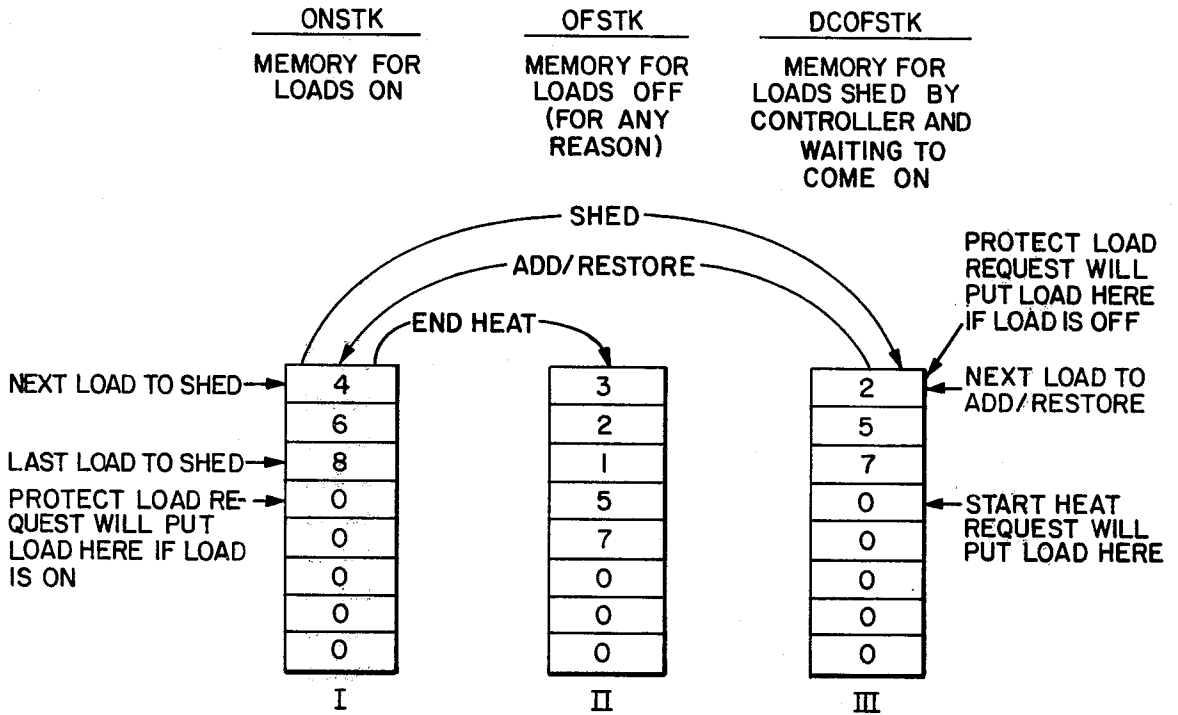 ONSTK
MEMORY FOR
LOADS ON
OFSTK
MEMORY FOR
LOADS OFF
(FOR ANY
REASON)
DCOFSTK
MEMORY FOR
LOADS SHED BY
CONTROLLER AND
WAITING TO
COME ON
SHED
ADD/RESTORE
END HEAT
PROTECT LOAD
REQUEST WILL
PUT LOAD HERE
IF LOAD IS OFF
NEXT LOAD TO SHED
LAST LOAD TO SHED
PROTECT LOAD RE-
QUEST WILL PUT
LOAD HERE IF LOAD
IS ON
4
6
8
0
0
0
0
0
I
3
2
1
5
7
0
0
0
II
2
5
7
0
0
0
0
0
III
NEXT LOAD TO
ADD/RESTORE
START HEAT
REQUEST WILL
PUT LOAD HERE